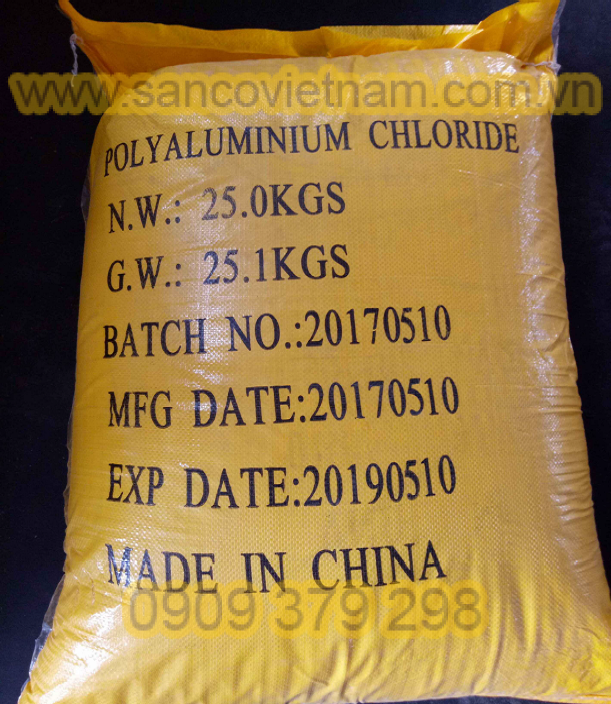 www.sancovietnam.com.vn
POLYALUMINIUM CHLORIDE
N.W.: 25.0KGS
G.W.: 25.1KGS
BATCH NO.:20170510
MFG DATE:20170510
EXP DATE:20190510
MADE IN CHINA
0909 379 298